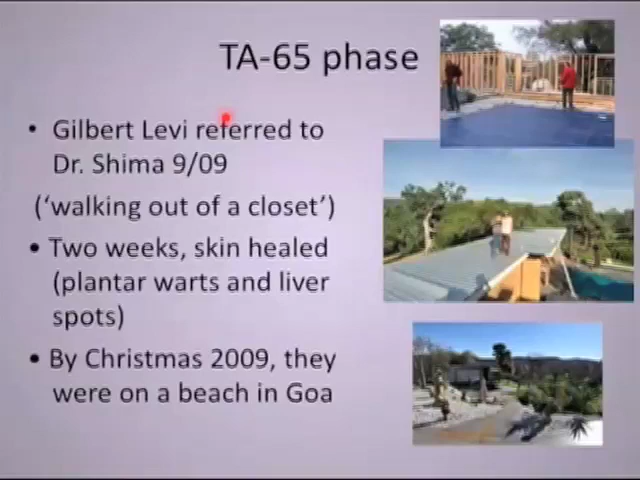 TA-65 phase
• Gilbert Levi referred to
Dr. Shima 9/09
(‘walking out of a closet’)
• Two weeks, skin healed
(plantar warts and liver
spots)
• By Christmas 2009, they
were on a beach in Goa